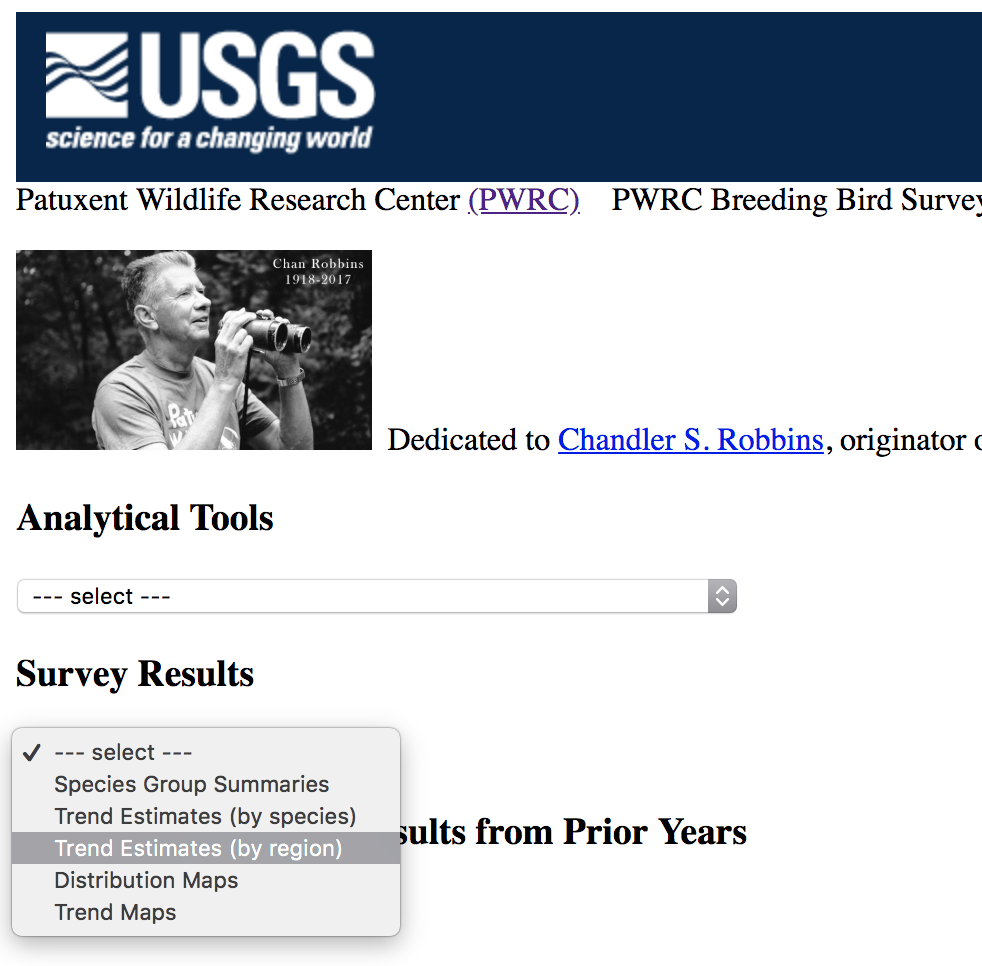 USGS
science for a changing world
Patuxent Wildlife Research Center (PWRC) PWRC Breeding Bird Survey
Chan Robbins
1918-2017
Dedicated to Chandler S. Robbins, originator o
Analytical Tools
--- select ---
Survey Results
✓ --- select ---
Species Group Summaries
Trend Estimates (by species)
sults from Prior Years
Trend Estimates (by region)
Distribution Maps
Trend Maps